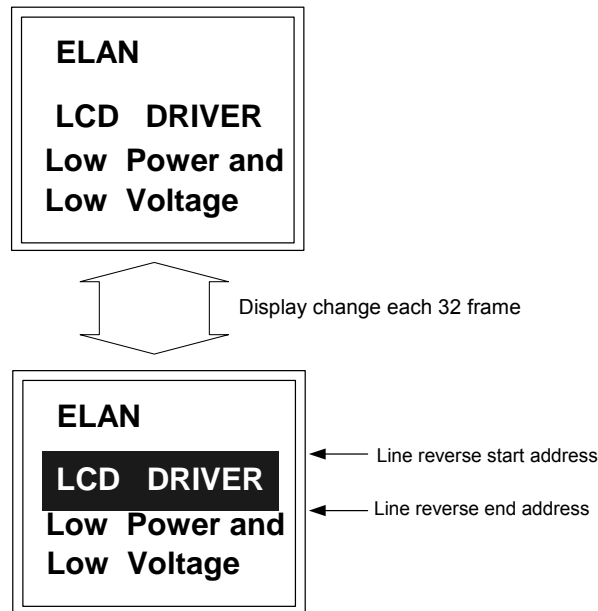 ELAN
LCD DRIVER
Low Power and
Low Voltage
Display change each 32 frame
ELAN
LCD DRIVER
Low Power and
Low Voltage
Line reverse start address
Line reverse end address